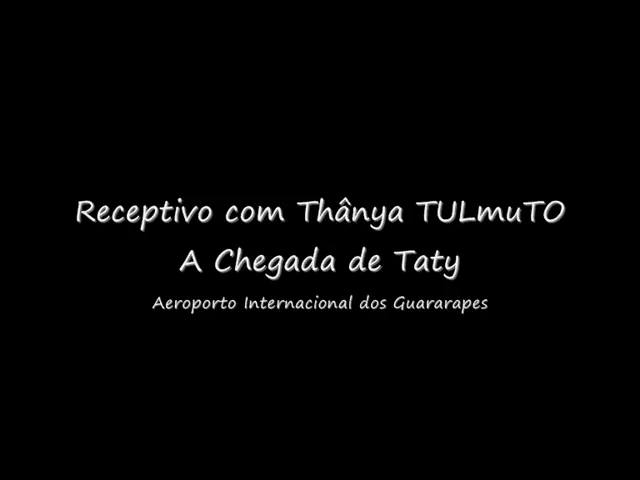 Receptivo com Thânya TULmuTO
A Chegada de Taty
Aeroporto Internacional dos Guararapes